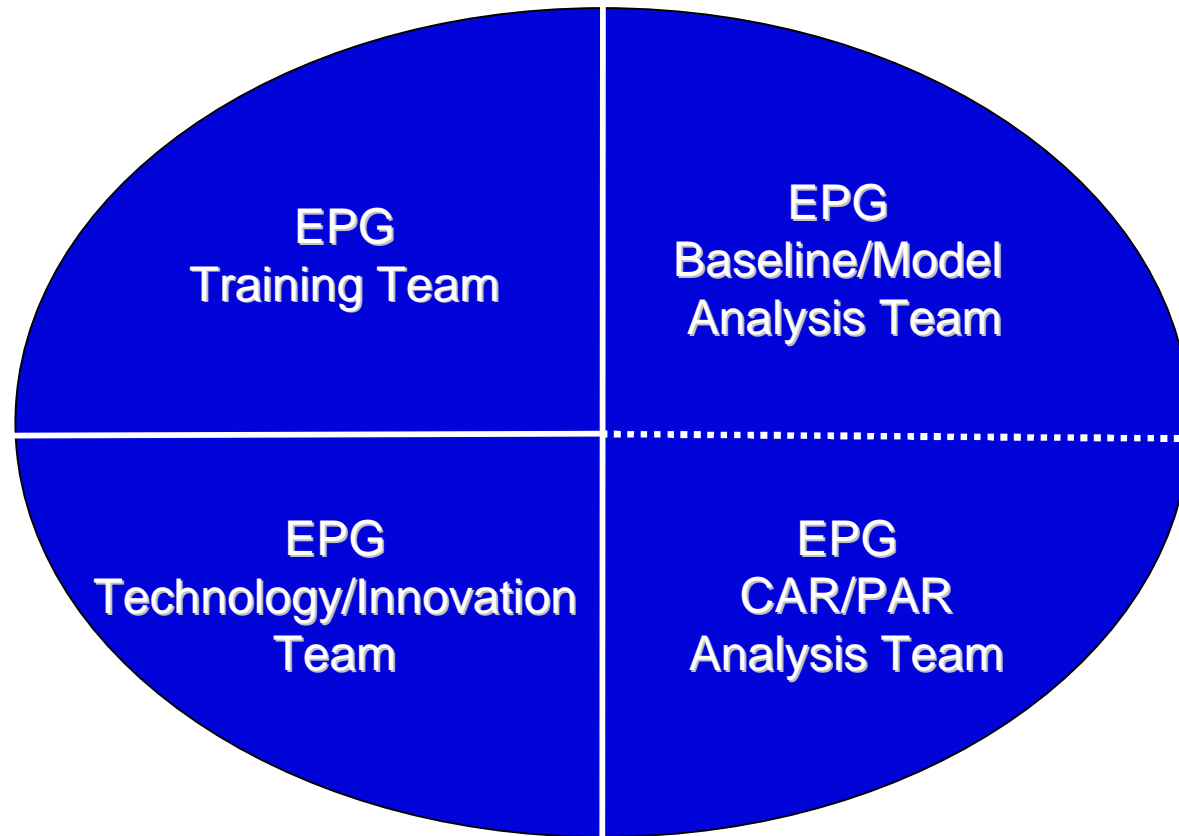 EPG
Training Team
EPG
Baseline/Model
Analysis Team
EPG
Technology/Innovation
Team
EPG
CAR/PAR
Analysis Team